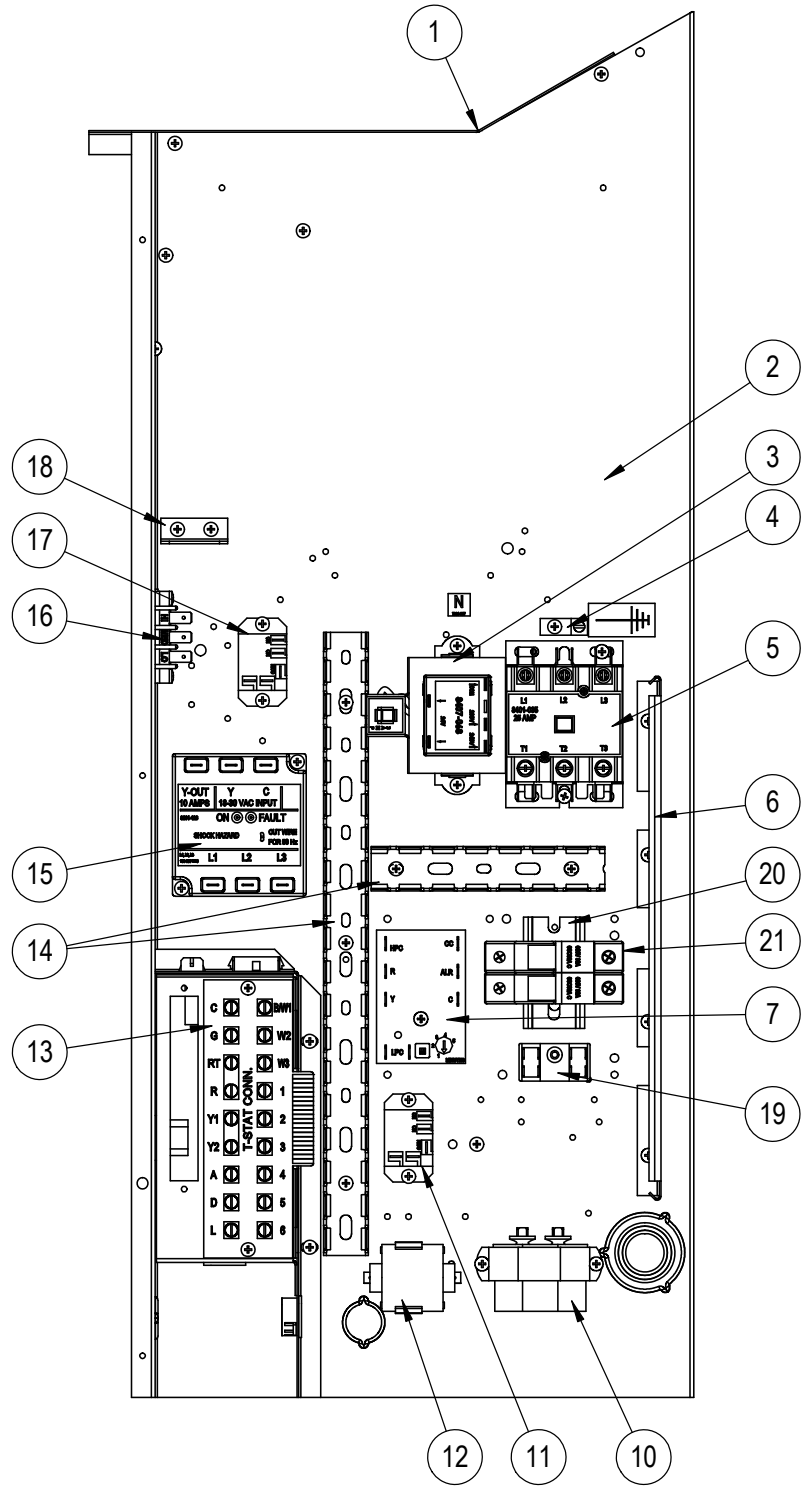 1
2
3
18
4
17
N
16
5
L1 L2 L3
25 AMP
T1 T2 T3
6
Y-OUT Y C
10 AMPS 18-30 VAC INPUT
ON FAULT
SHOCK HAZARD CUT WIRE
FOR 50 Hz
L1 L2 L3
15
20
14
21
HPC CC
R ALR
Y C
LPC
7
13
T-STAT CONN.
C B/W1
G W2
RT W3
R 1
Y1 2
Y2 3
A 4
D 5
L 6
19
12
11
10